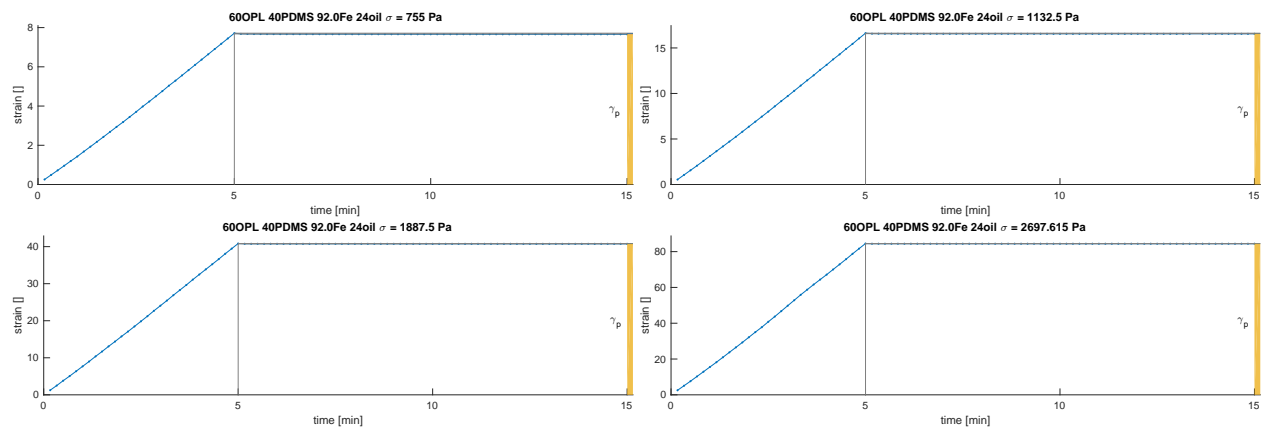 60OPL 40PDMS 92.0Fe 24oil σ = 755 Pa
8
6
4
2
0
strain []
γp
0
5
10
15
time [min]
60OPL 40PDMS 92.0Fe 24oil σ = 1132.5 Pa
15
10
5
0
strain []
γp
0
5
10
15
time [min]
60OPL 40PDMS 92.0Fe 24oil σ = 1887.5 Pa
40
30
20
10
0
strain []
γp
0
5
10
15
time [min]
60OPL 40PDMS 92.0Fe 24oil σ = 2697.615 Pa
80
60
40
20
0
strain []
γp
0
5
10
15
time [min]